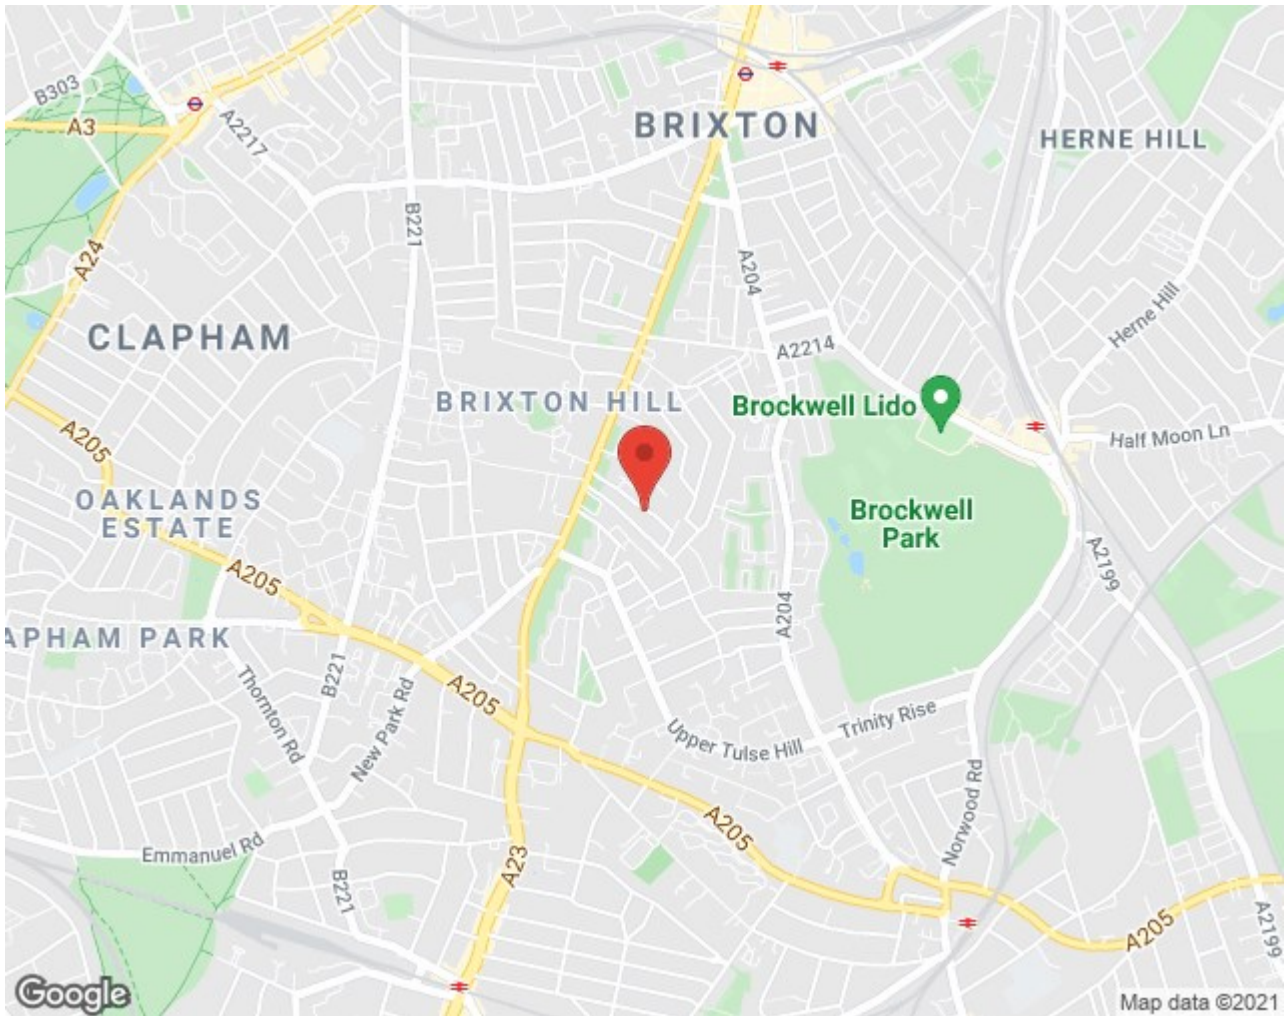 B303
A3
A2217
BRIXTON
HERNE HILL
B221
A24
A204
Herne Hill
CLAPHAM
A2214
BRIXTON HILL
Brockwell Lido
A205
Half Moon Ln
OAKLANDS
ESTATE
Brockwell
Park
A205
A2199
A204
APHAM PARK
B221
Thornton Rd
New Park Rd
A205
Upper Tulse Hill
Trinity Rise
A205
Norwood Rd
Emmanuel Rd
A23
B221
A205
A2199
Google
Map data ©2021